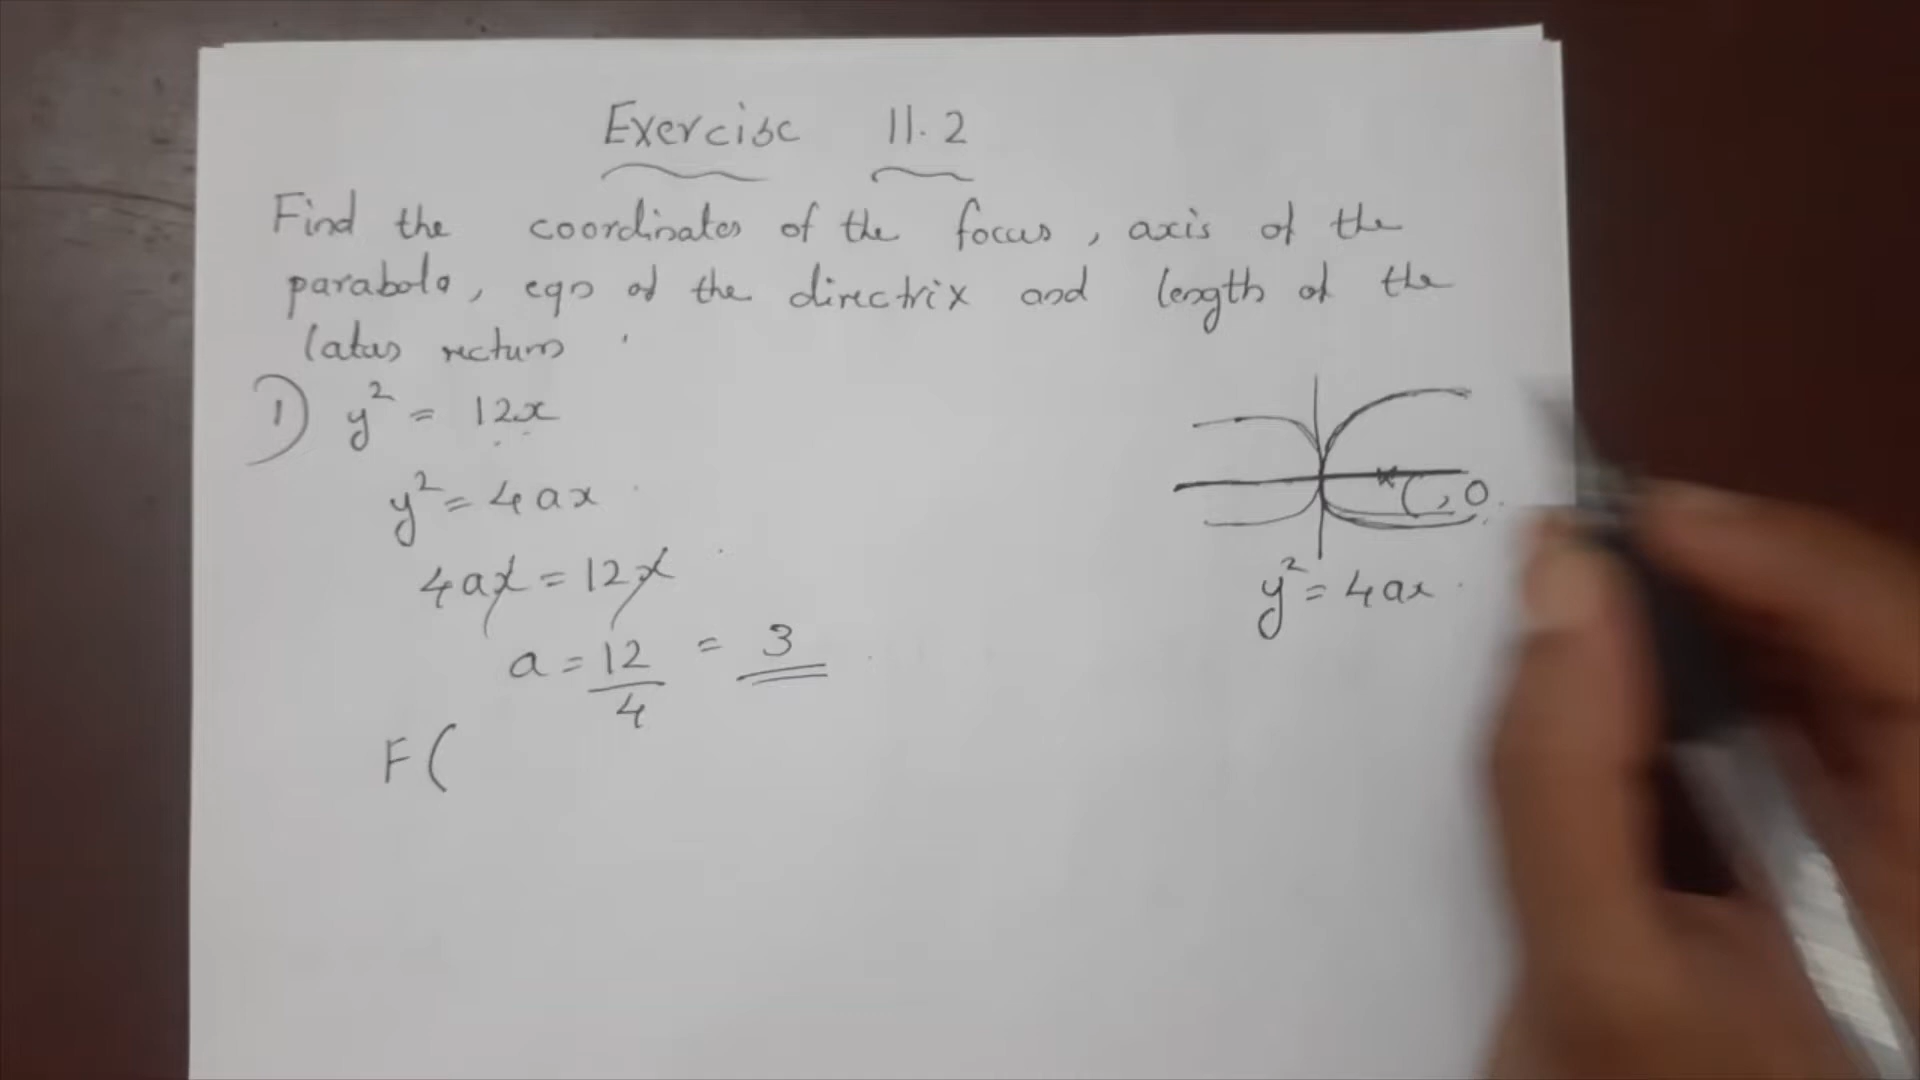 Exercise 11.2
Find the coordinates of the focus, axis of the
parabola, eqn of the directrix and length of the
latus rectum.
1) y² = 12x
y² = 4ax
4ax = 12x
a = 12/4 = 3
F(
( , 0
y² = 4ax